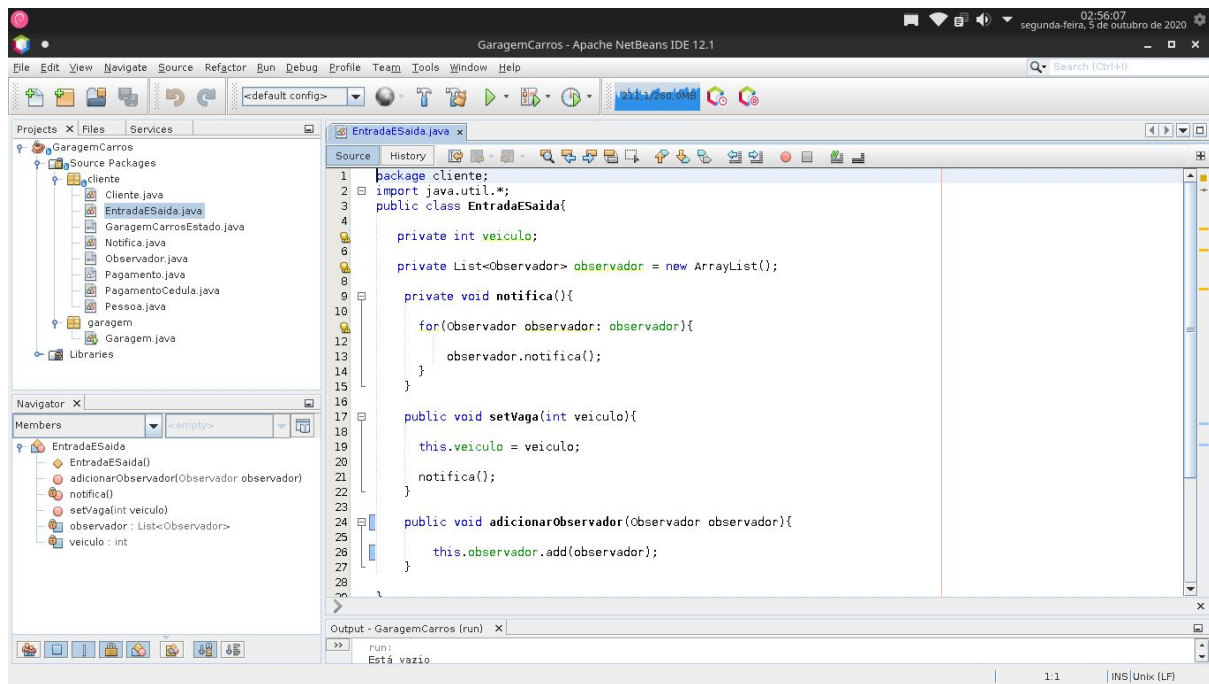 02:56:07
segunda-feira, 5 de outubro de 2020
GaragemCarros - Apache NetBeans IDE 12.1
File Edit View Navigate Source Refactor Run Debug Profile Team Tools Window Help
Search (Ctrl+I)
<default config>
211,1/260,0MB
Projects Files Services
GaragemCarros
Source Packages
cliente
Cliente.java
EntradaESaida.java
GaragemCarrosEstado.java
Notifica.java
Observador.java
Pagamento.java
PagamentoCedula.java
Pessoa.java
garagem
Garagem.java
Libraries
Navigator
Members <empty>
EntradaESaida
EntradaESaida()
adicionarObservador(Observador observador)
notifica()
setVaga(int veiculo)
observador : List<Observador>
veiculo : int
EntradaESaida.java
Source History
1 package cliente;
2 import java.util.*;
3 public class EntradaESaida{
4
private int veiculo;
6
private List<Observador> observador = new ArrayList();
8
9 private void notifica(){
10
for(Observador observador: observador){
12
13 observador.notifica();
14 }
15 }
16
17 public void setVaga(int veiculo){
18
19 this.veiculo = veiculo;
20
21 notifica();
22 }
23
24 public void adicionarObservador(Observador observador){
25
26 this.observador.add(observador);
27 }
28
29 }
Output - GaragemCarros (run)
run:
Está vazio
1:1 INS Unix (LF)